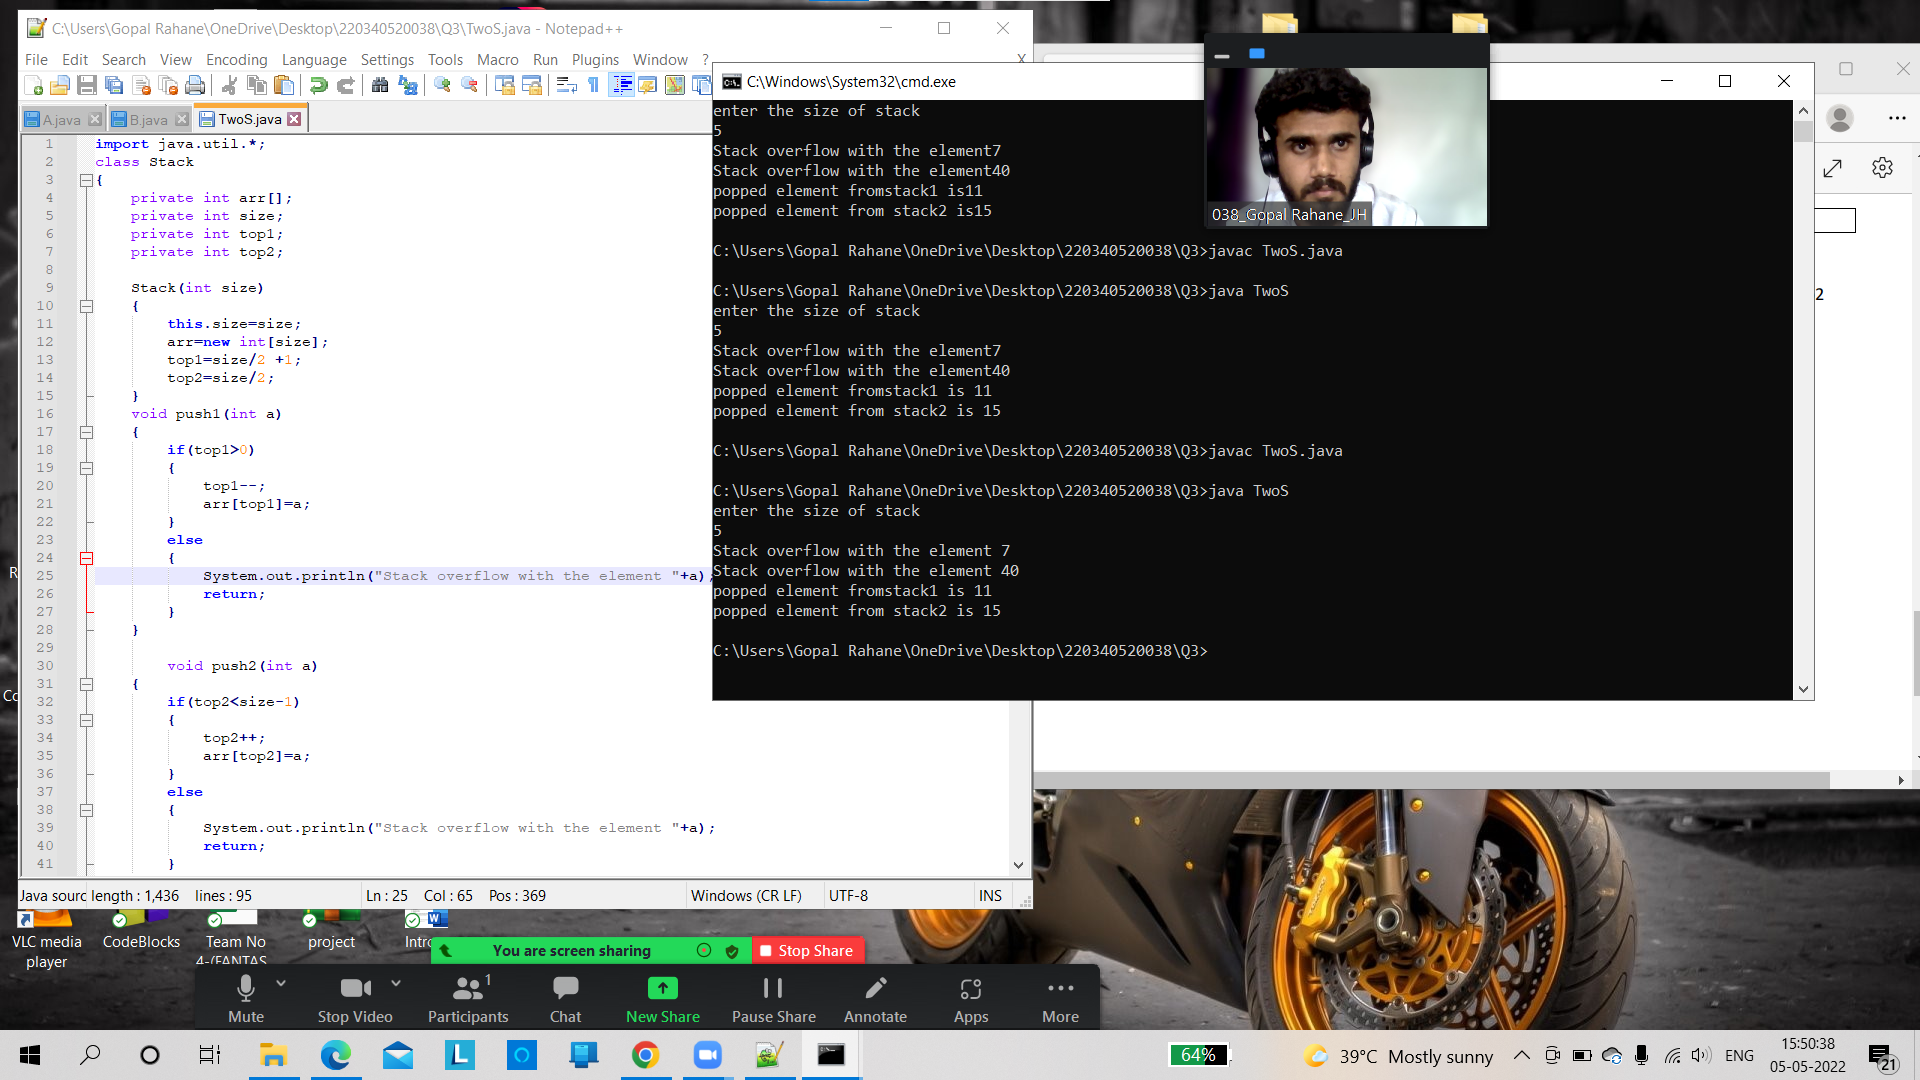 C:\Users\Gopal Rahane\OneDrive\Desktop\220340520038\Q3\TwoS.java - Notepad++
File Edit Search View Encoding Language Settings Tools Macro Run Plugins Window ?
X
A.java
B.java
TwoS.java
1 import java.util.*;
2 class Stack
3 {
4 private int arr[];
5 private int size;
6 private int top1;
7 private int top2;
8
9 Stack(int size)
10 {
11 this.size=size;
12 arr=new int[size];
13 top1=size/2 +1;
14 top2=size/2;
15 }
16 void push1(int a)
17 {
18 if(top1>0)
19 {
20 top1--;
21 arr[top1]=a;
22 }
23 else
24 {
25 System.out.println("Stack overflow with the element "+a);
26 return;
27 }
28 }
29
30 void push2(int a)
31 {
32 if(top2<size-1)
33 {
34 top2++;
35 arr[top2]=a;
36 }
37 else
38 {
39 System.out.println("Stack overflow with the element "+a);
40 return;
41 }
Java sourc length : 1,436 lines : 95 Ln : 25 Col : 65 Pos : 369 Windows (CR LF) UTF-8 INS
C:\Windows\System32\cmd.exe
enter the size of stack
5
Stack overflow with the element7
Stack overflow with the element40
popped element fromstack1 is11
popped element from stack2 is15
C:\Users\Gopal Rahane\OneDrive\Desktop\220340520038\Q3>javac TwoS.java
C:\Users\Gopal Rahane\OneDrive\Desktop\220340520038\Q3>java TwoS
enter the size of stack
5
Stack overflow with the element7
Stack overflow with the element40
popped element fromstack1 is 11
popped element from stack2 is 15
C:\Users\Gopal Rahane\OneDrive\Desktop\220340520038\Q3>javac TwoS.java
C:\Users\Gopal Rahane\OneDrive\Desktop\220340520038\Q3>java TwoS
enter the size of stack
5
Stack overflow with the element 7
Stack overflow with the element 40
popped element fromstack1 is 11
popped element from stack2 is 15
C:\Users\Gopal Rahane\OneDrive\Desktop\220340520038\Q3>
038_Gopal Rahane_JH
2
R
Co
VLC media player
CodeBlocks
Team No 4-(FANTAS
project
Intro
You are screen sharing
Stop Share
Mute
Stop Video
Participants 1
Chat
New Share
Pause Share
Annotate
Apps
More
64%
39°C Mostly sunny
ENG
15:50:38
05-05-2022
21